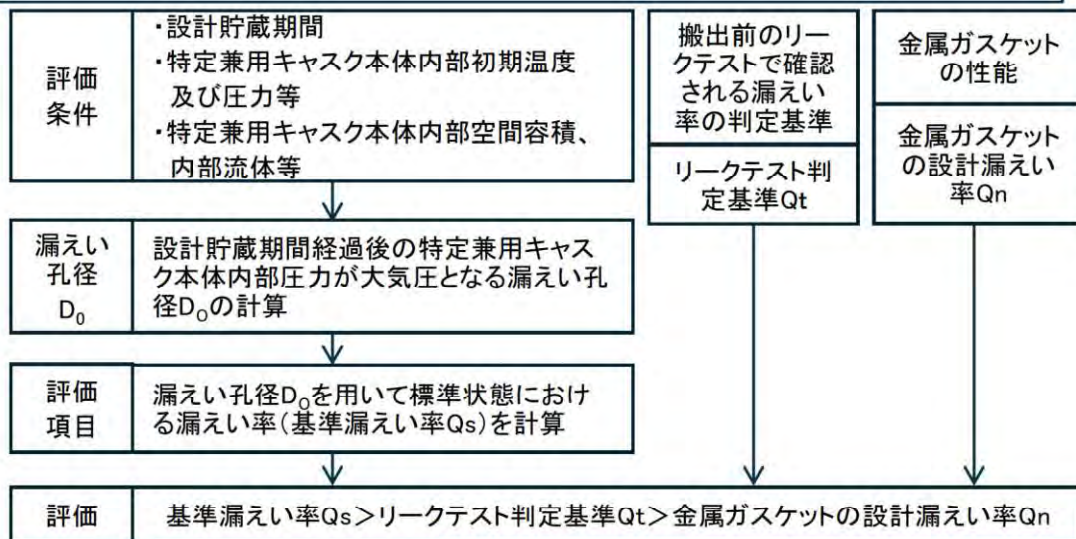 評価
条件
・設計貯蔵期間
・特定兼用キャスク本体内部初期温度
及び圧力等
・特定兼用キャスク本体内部空間容積、
内部流体等
搬出前のリー
クテストで確認
される漏えい
率の判定基準
リークテスト判
定基準Qt
金属ガスケット
の性能
金属ガスケット
の設計漏えい
率Qn
漏えい
孔径
D₀
設計貯蔵期間経過後の特定兼用キャス
ク本体内部圧力が大気圧となる漏えい孔
径D₀の計算
評価
項目
漏えい孔径D₀を用いて標準状態におけ
る漏えい率(基準漏えい率Qs)を計算
評価
基準漏えい率Qs>リークテスト判定基準Qt>金属ガスケットの設計漏えい率Qn